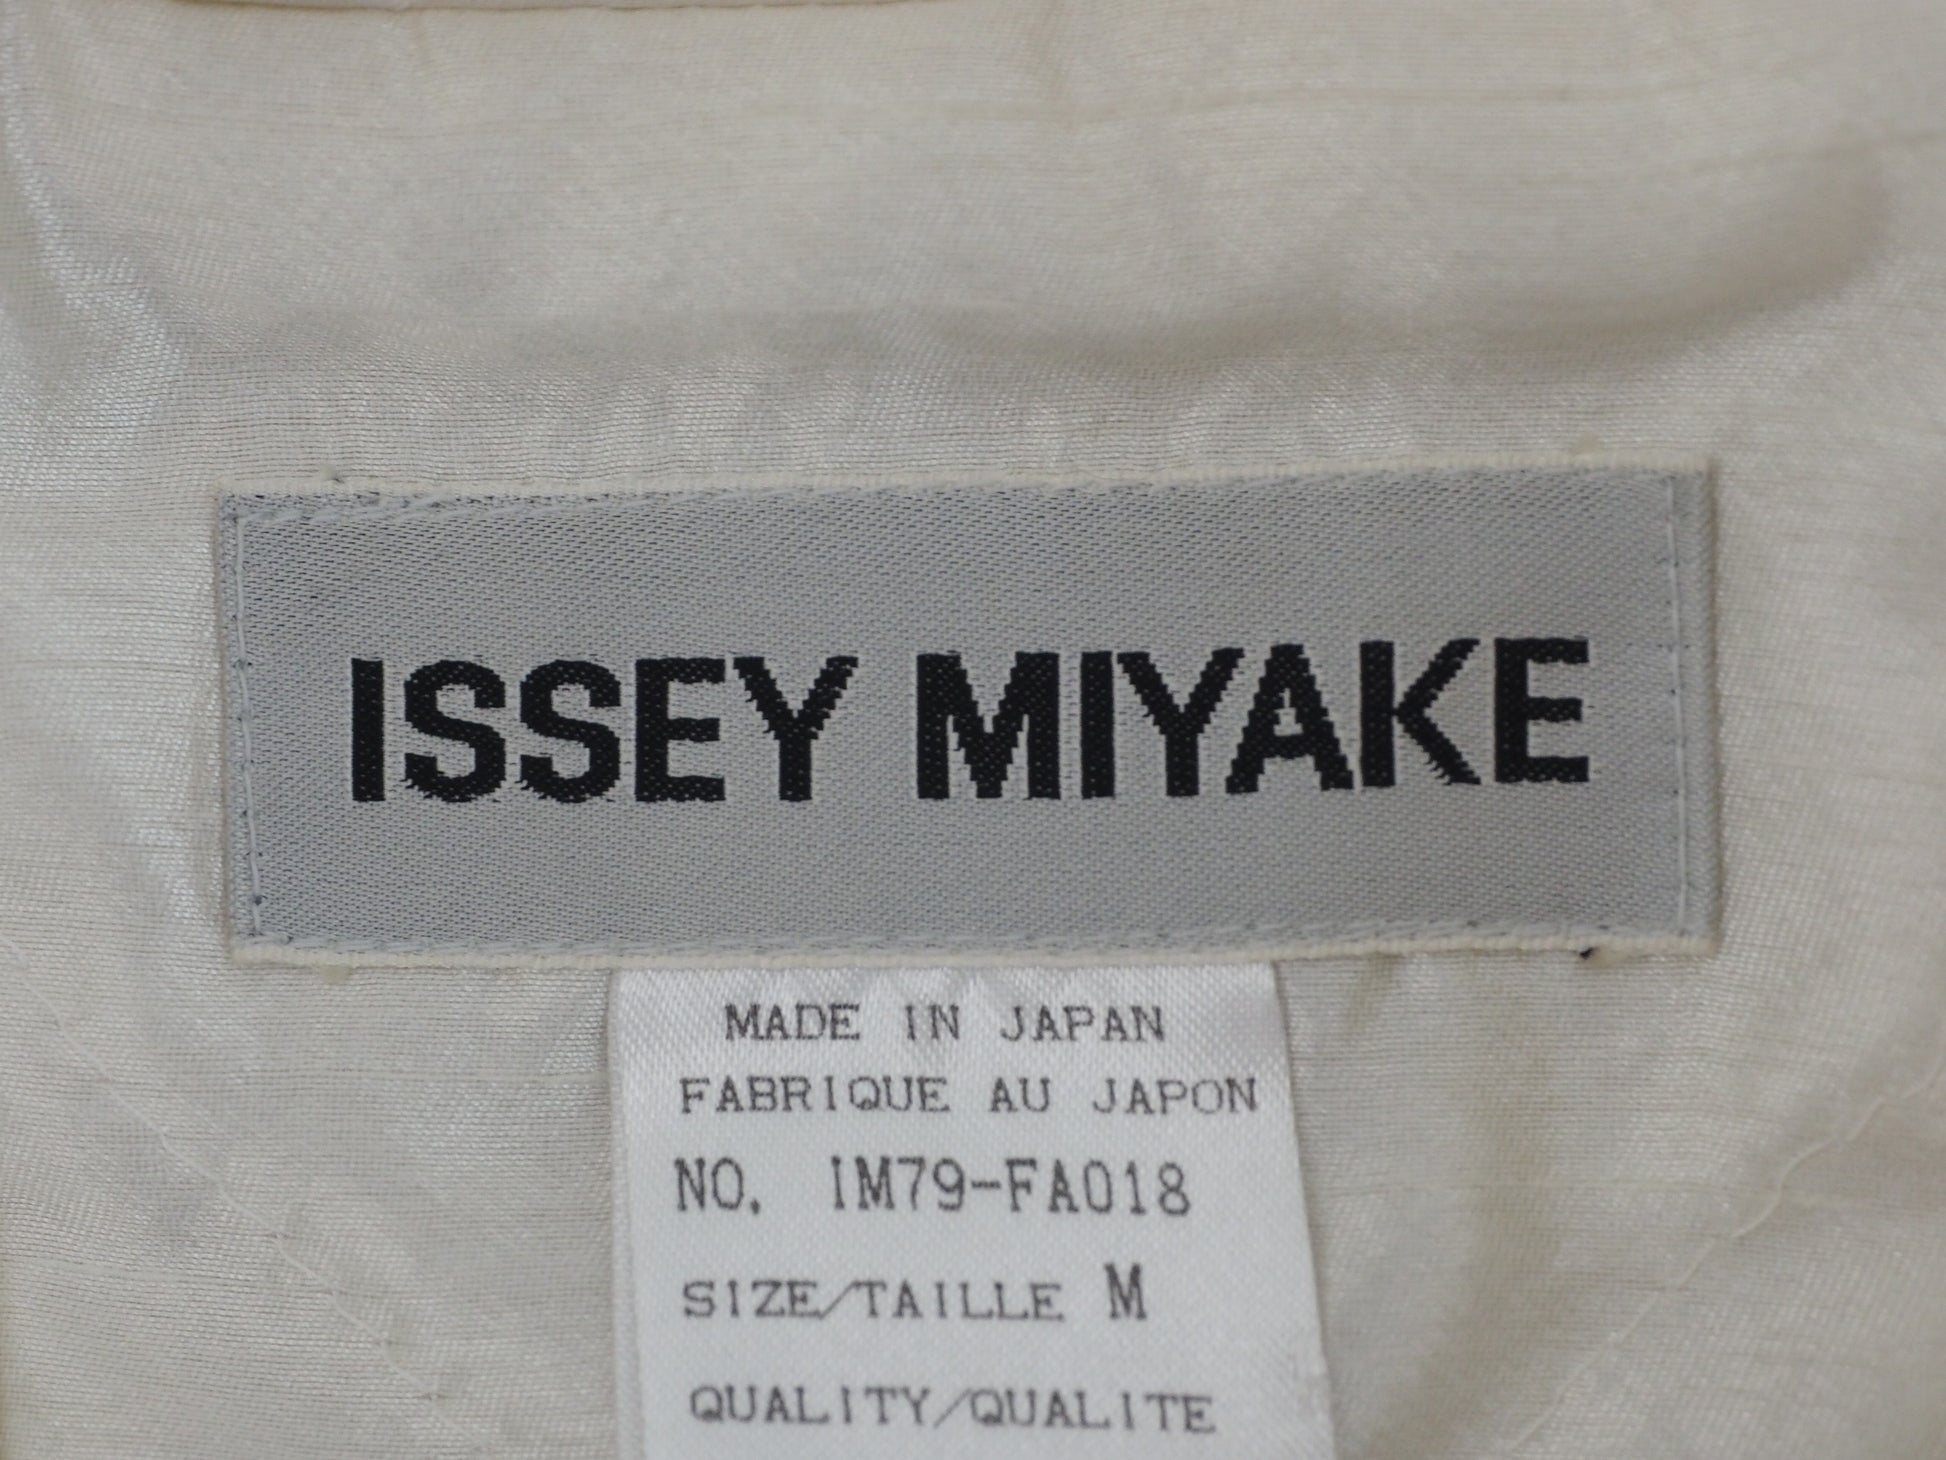 ISSEY MIYAKE
MADE IN JAPAN
FABRIQUE AU JAPON
NO. IM79-FA018
SIZE/TAILLE M
QUALITY/QUALITE